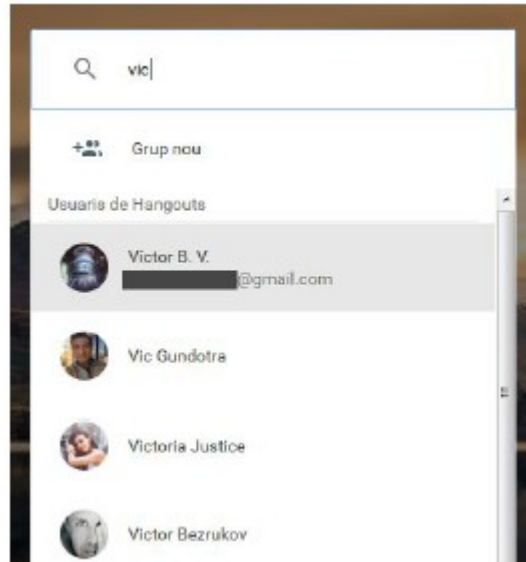 vic
Grup nou
Usuaris de Hangouts
Victor B. V.
@gmail.com
Vic Gundotra
Victoria Justice
Victor Bezrukov